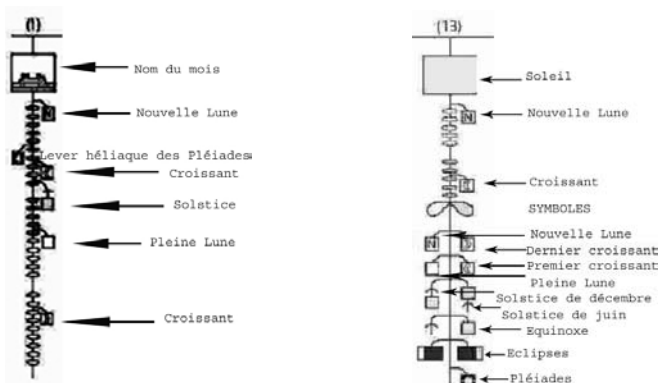 (1)
Nom du mois
Nouvelle Lune
Lever héliaque des Pléiades
Croissant
Solstice
Pleine Lune
Croissant
(13)
Soleil
Nouvelle Lune
Croissant
SYMBOLES
Nouvelle Lune
Dernier croissant
Premier croissant
Pleine Lune
Solstice de décembre
Solstice de juin
Equinoxe
Eclipses
Pléiades